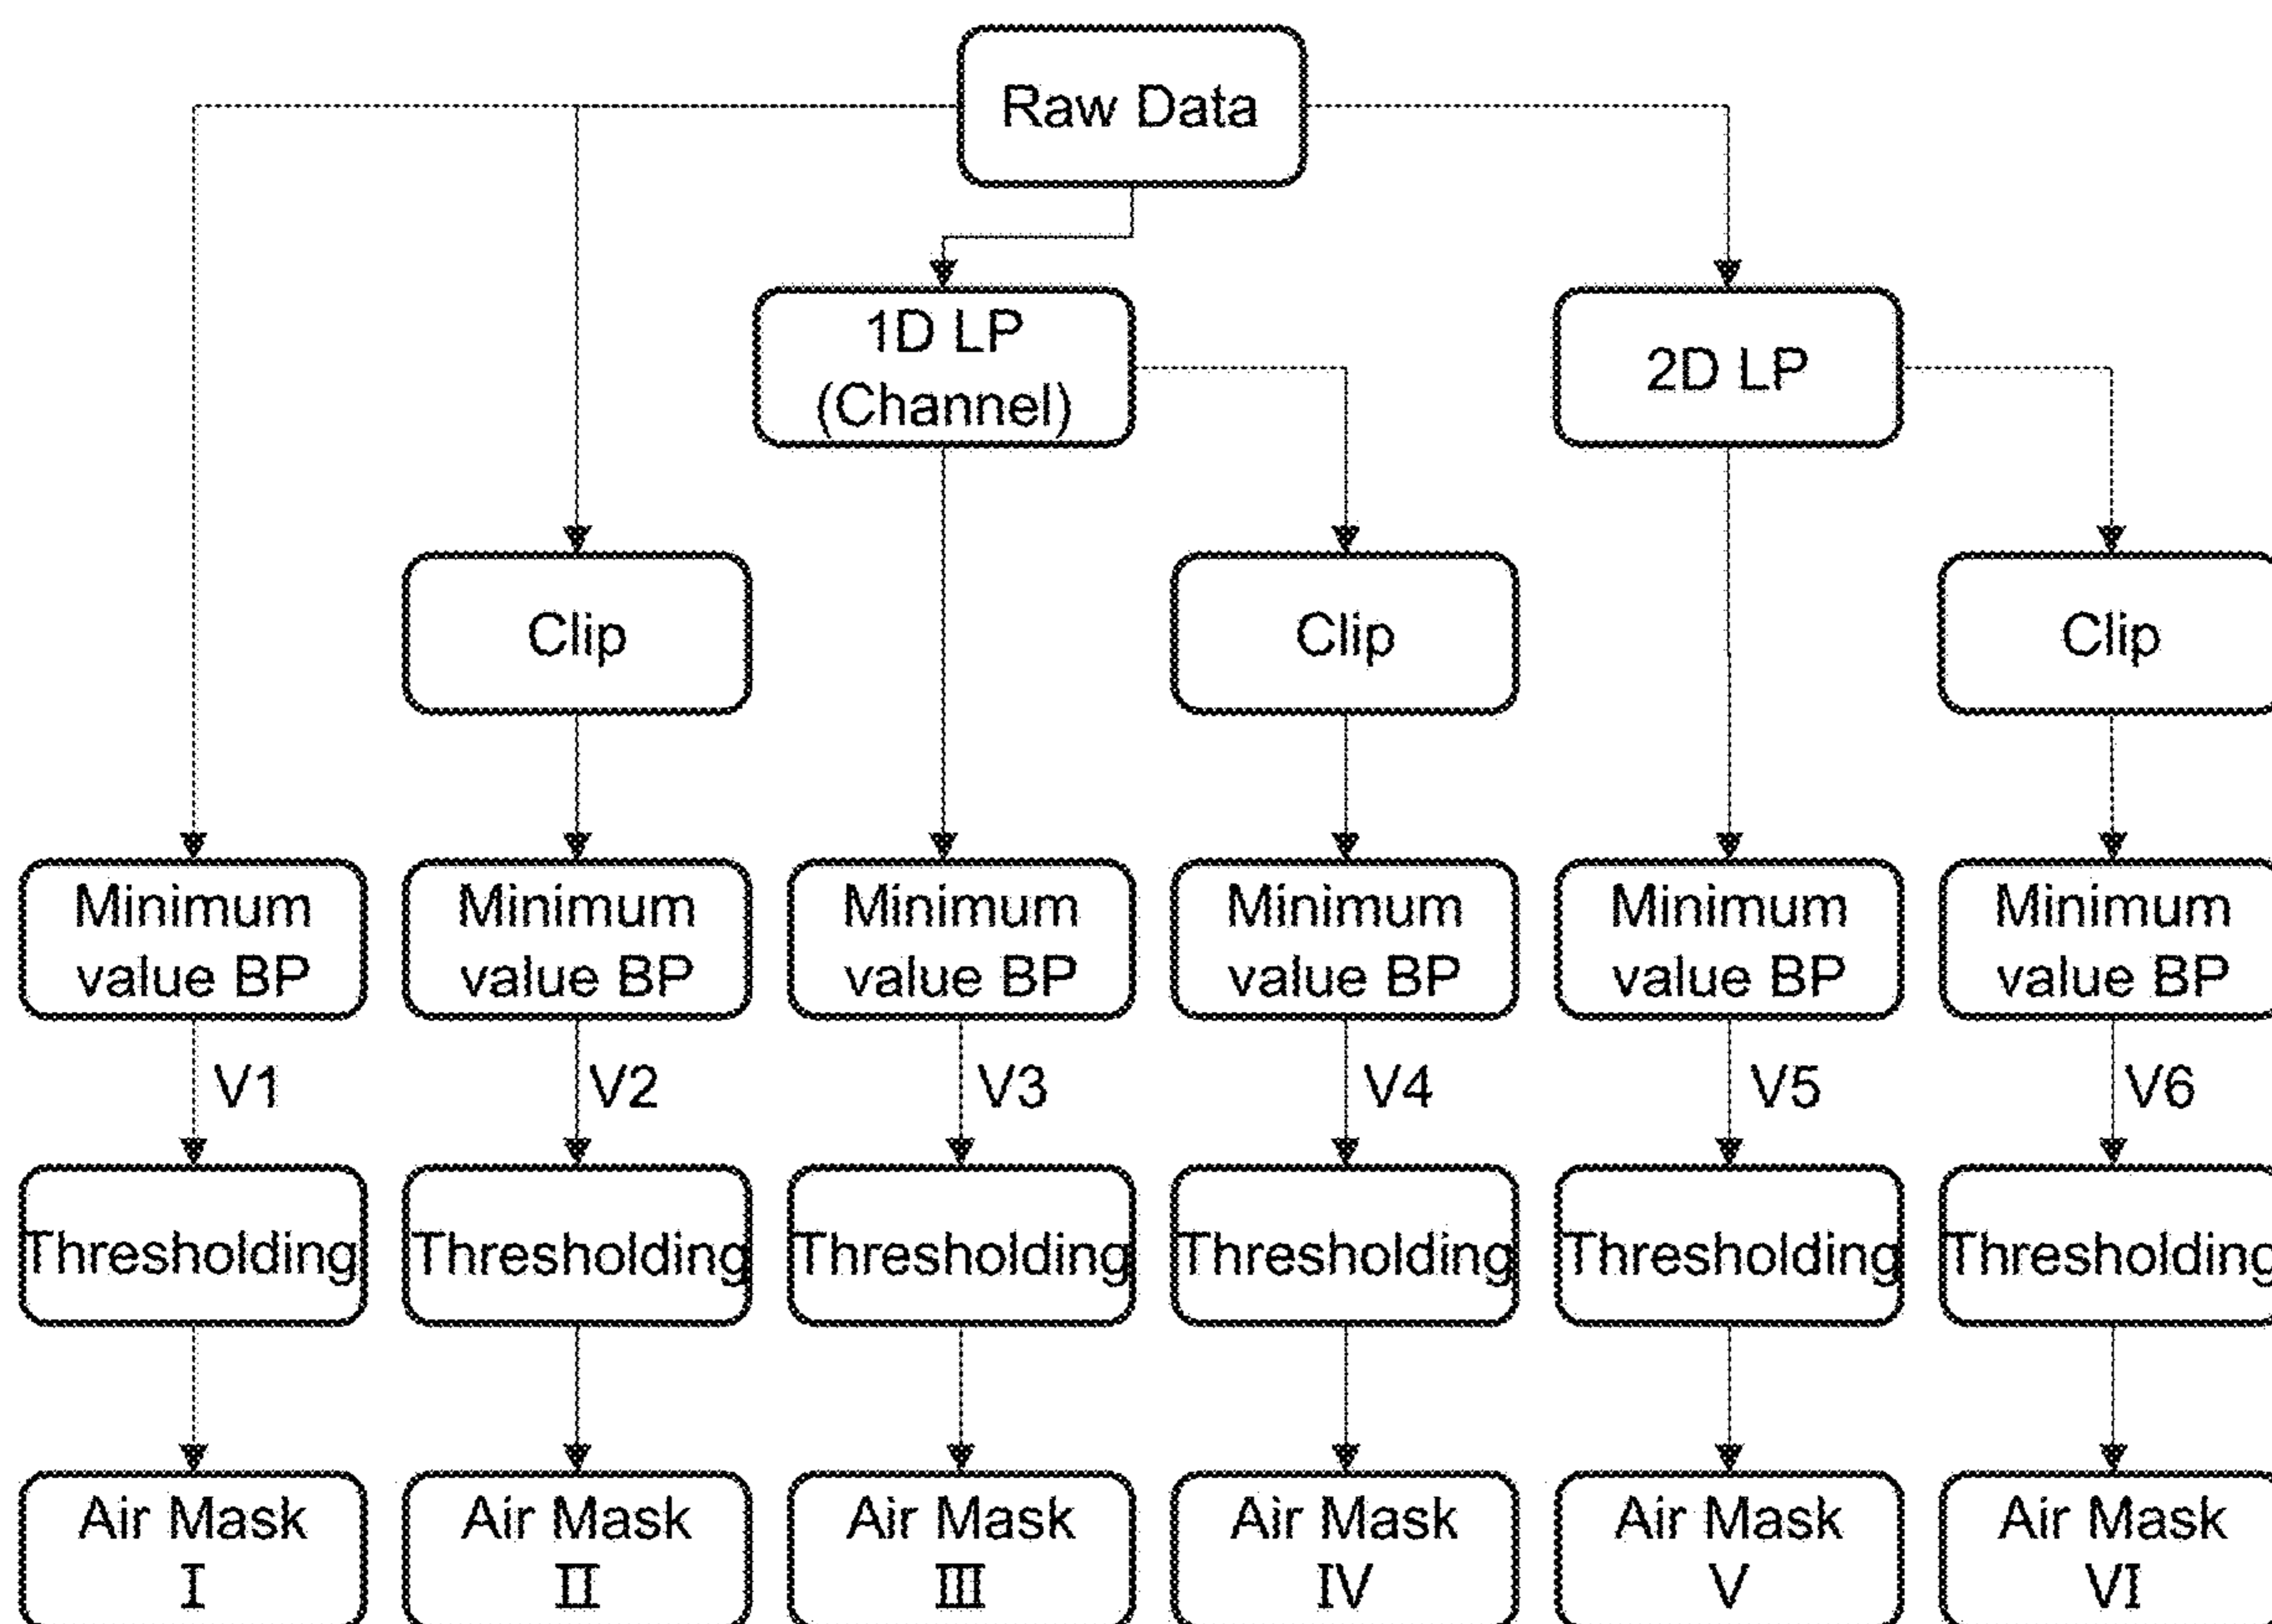 Raw Data
1D LP
(Channel)
2D LP
Clip
Clip
Clip
Minimum
value BP
Minimum
value BP
Minimum
value BP
Minimum
value BP
Minimum
value BP
Minimum
value BP
V1
V2
V3
V4
V5
V6
Thresholding
Thresholding
Thresholding
Thresholding
Thresholding
Thresholding
Air Mask
I
Air Mask
II
Air Mask
III
Air Mask
IV
Air Mask
V
Air Mask
VI